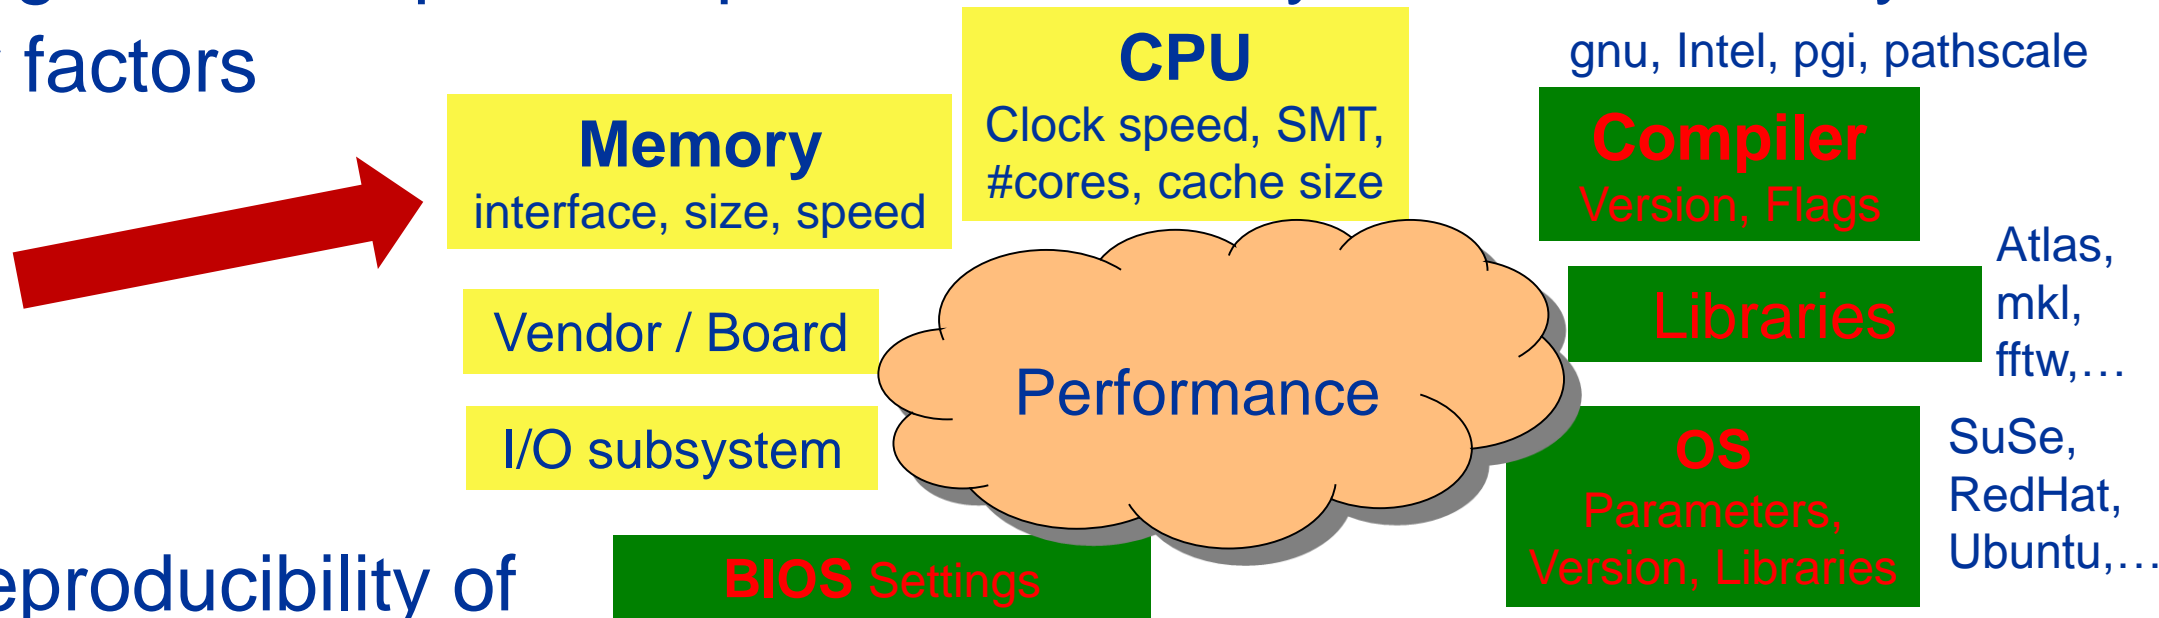 factors
CPU
Clock speed, SMT,
#cores, cache size
gnu, Intel, pgi, pathscale
Memory
interface, size, speed
Compiler
Version, Flags
Vendor / Board
Libraries
Atlas,
mkl,
fftw,…
Performance
I/O subsystem
OS
Parameters,
Version, Libraries
SuSe,
RedHat,
Ubuntu,…
eproducibility of
BIOS Settings